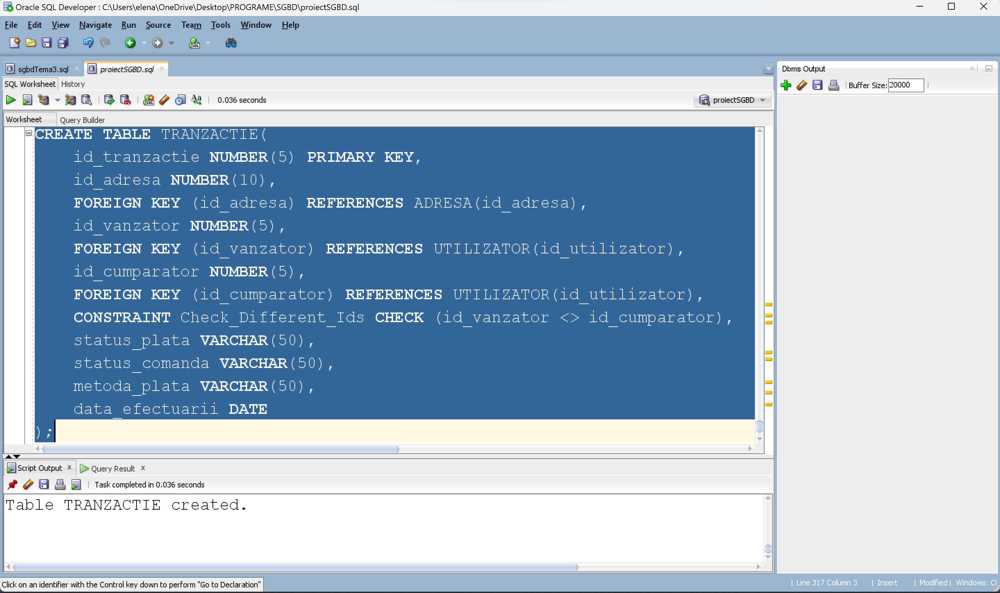 Oracle SQL Developer : C:\Users\elena\OneDrive\Desktop\PROGRAME\SGBD\proiectSGBD.sql
File Edit View Navigate Run Source Team Tools Window Help
sgbdTema3.sql proiectSGBD.sql
Dbms Output
SQL Worksheet History
Buffer Size: 20000
0.036 seconds
proiectSGBD
Worksheet Query Builder
CREATE TABLE TRANZACTIE(
id_tranzactie NUMBER(5) PRIMARY KEY,
id_adresa NUMBER(10),
FOREIGN KEY (id_adresa) REFERENCES ADRESA(id_adresa),
id_vanzator NUMBER(5),
FOREIGN KEY (id_vanzator) REFERENCES UTILIZATOR(id_utilizator),
id_cumparator NUMBER(5),
FOREIGN KEY (id_cumparator) REFERENCES UTILIZATOR(id_utilizator),
CONSTRAINT Check_Different_Ids CHECK (id_vanzator <> id_cumparator),
status_plata VARCHAR(50),
status_comanda VARCHAR(50),
metoda_plata VARCHAR(50),
data_efectuarii DATE
);
Script Output x Query Result x
Task completed in 0.036 seconds
Table TRANZACTIE created.
Click on an identifier with the Control key down to perform "Go to Declaration"
| Line 317 Column 3 | Insert | Modified | Windows: Cl